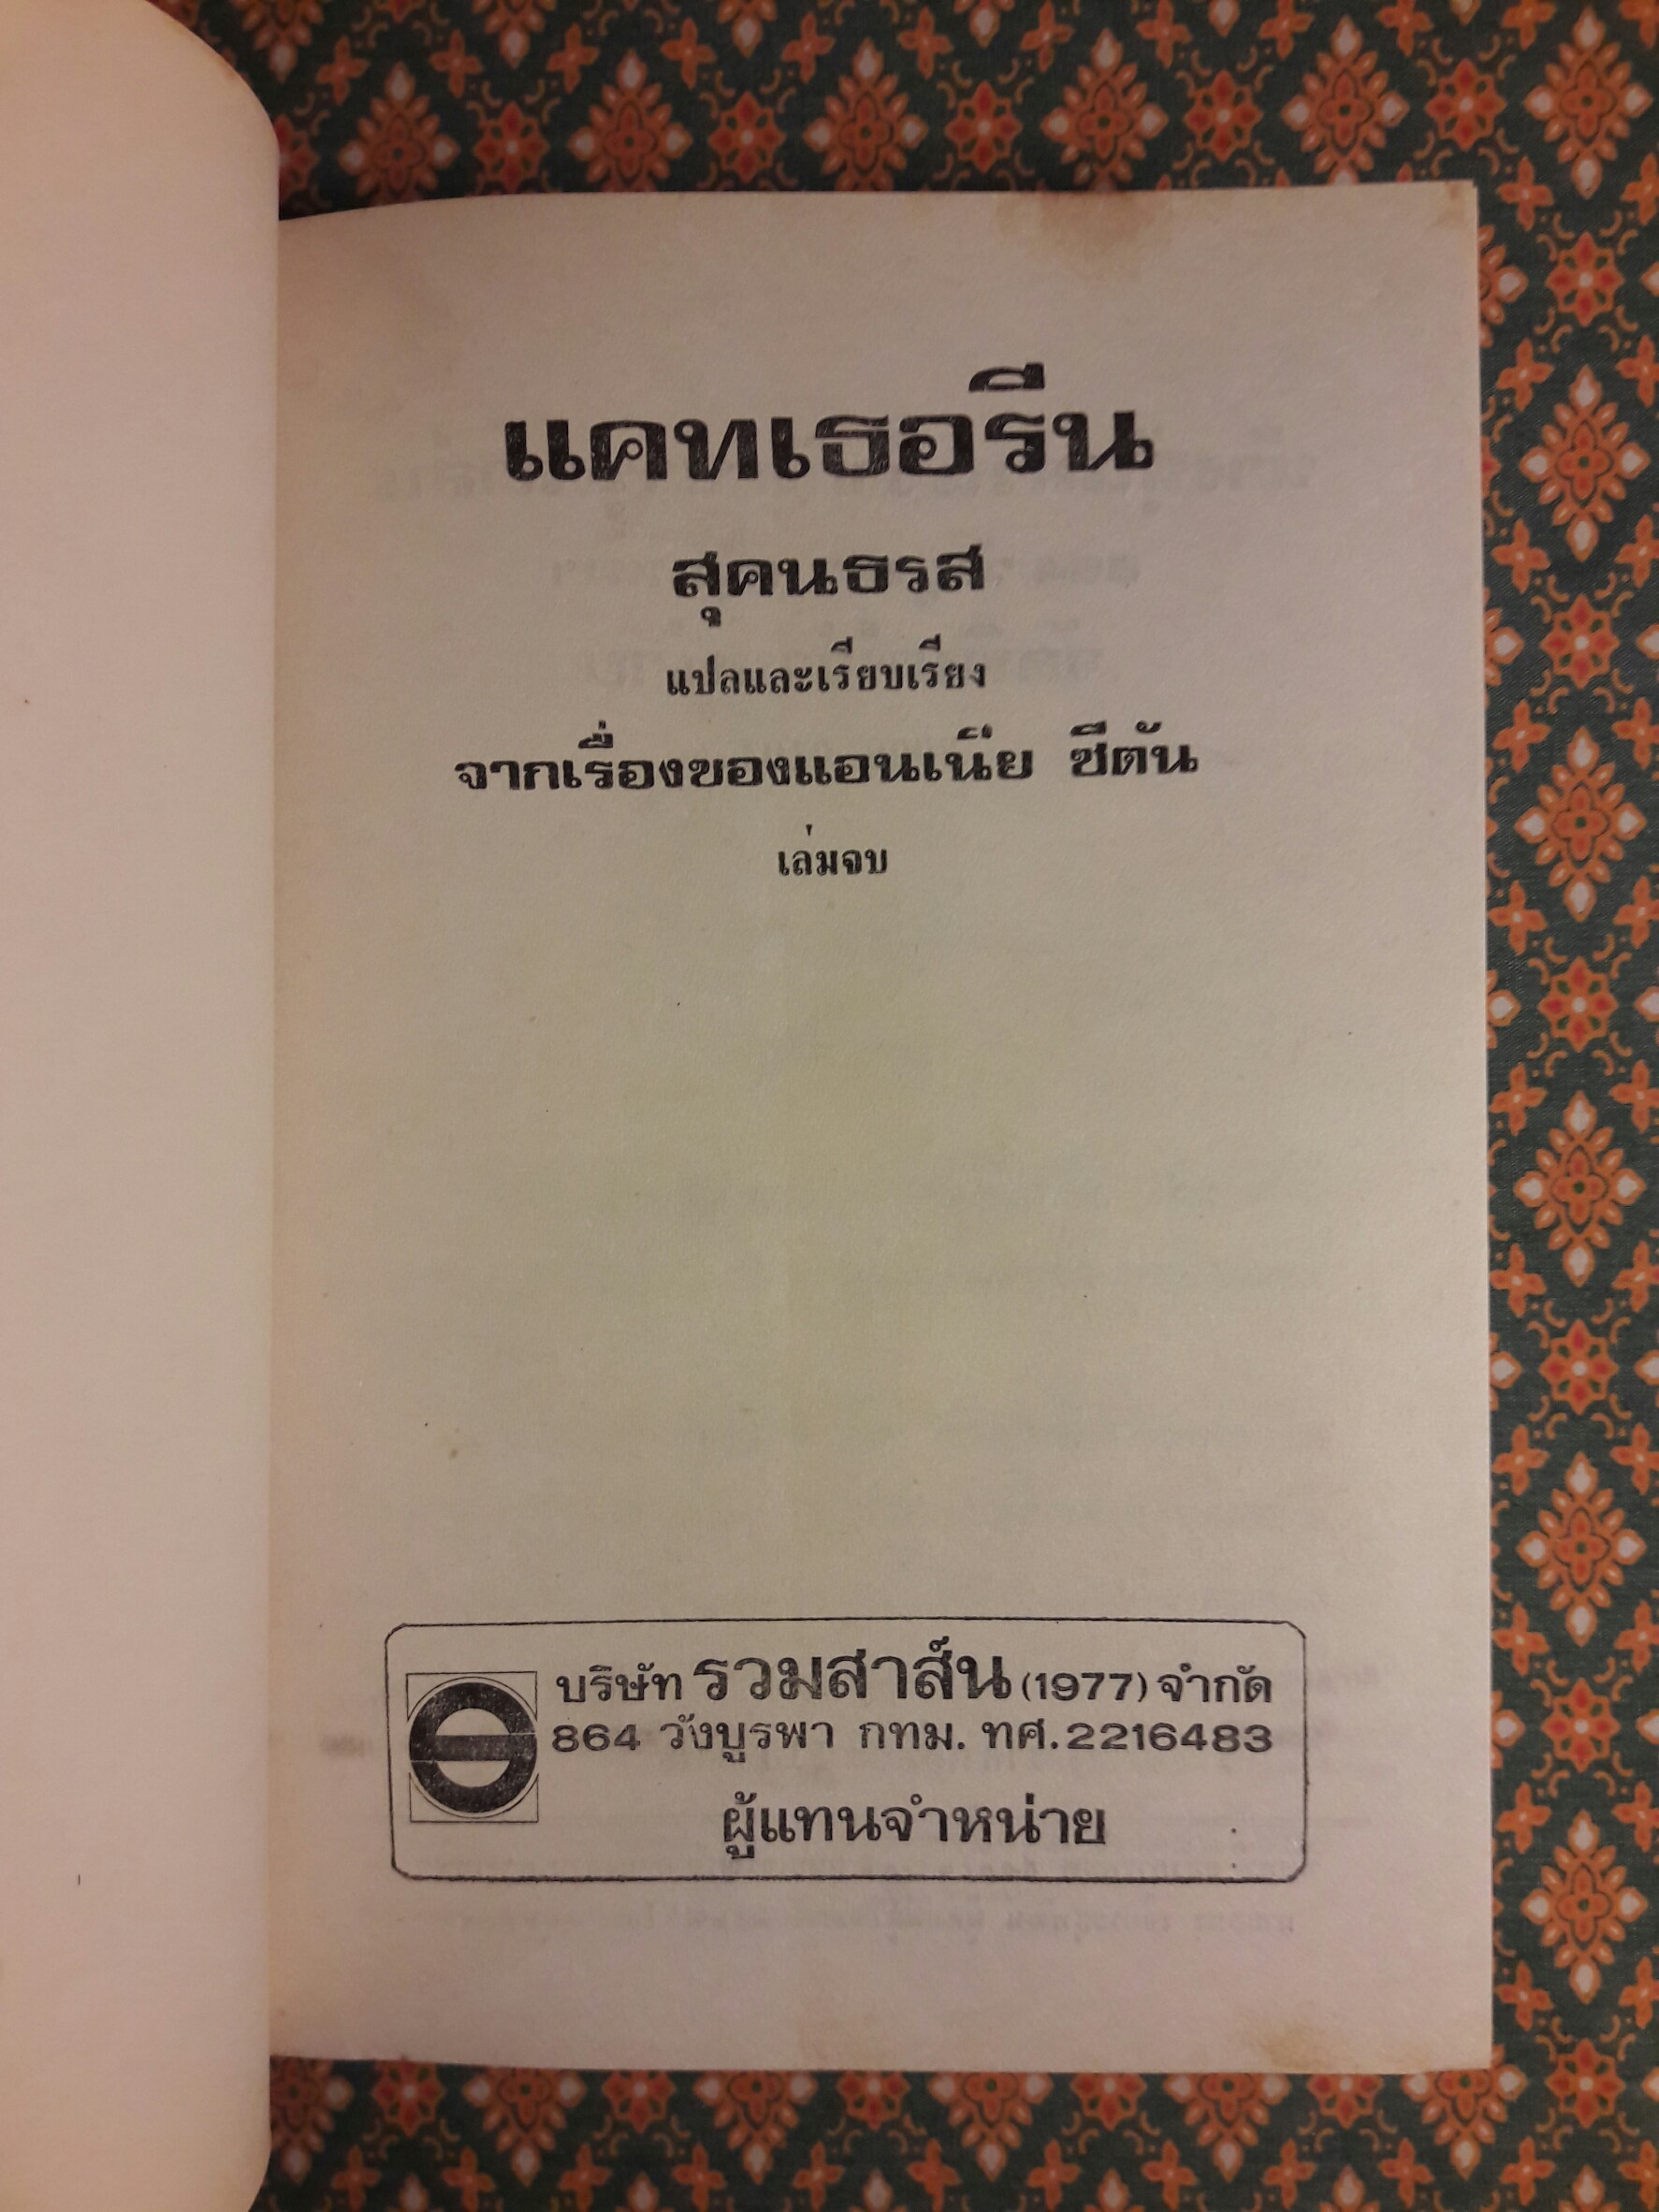 แคทเธอรีน
สุคนธรส
แปลและเรียบเรียง
จากเรื่องของแอนเน๊ย ซีตัน
เล่มจบ
บริษัท รวมสาส์น (1977) จำกัด
864 วังบูรพา กทม. ทศ.2216483
ผู้แทนจำหน่าย